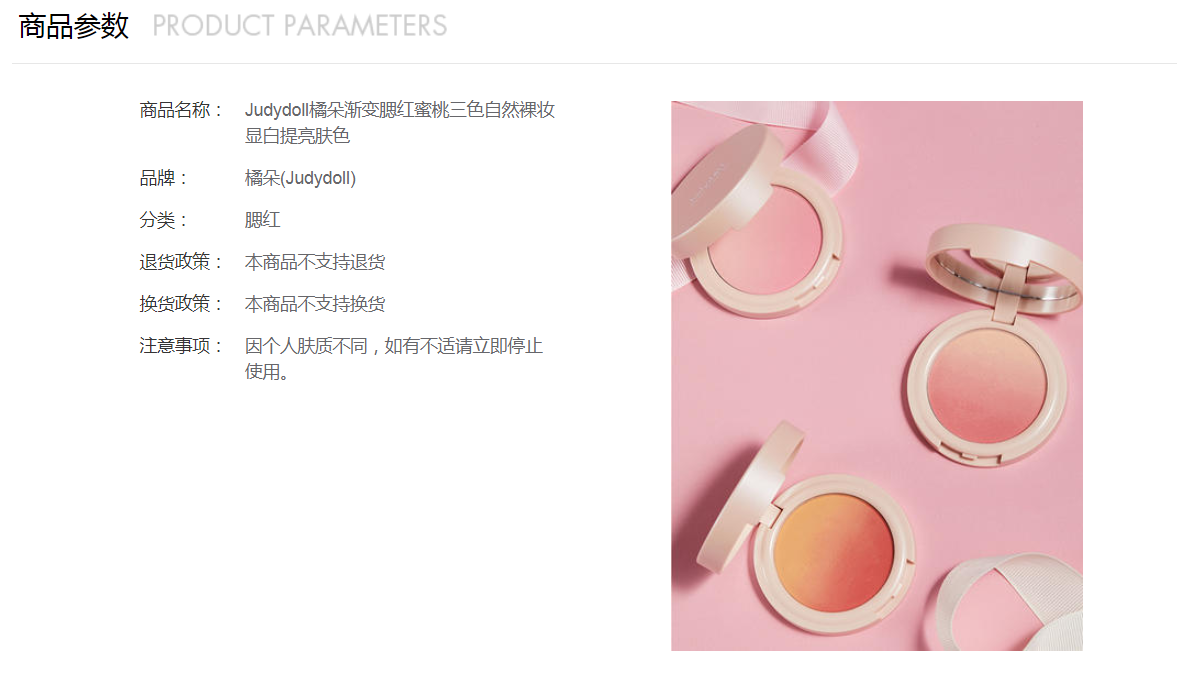 商品参数 PRODUCT PARAMETERS
商品名称： Judydoll橘朵渐变腮红蜜桃三色自然裸妆
显白提亮肤色
品牌： 橘朵(Judydoll)
分类： 腮红
退货政策： 本商品不支持退货
换货政策： 本商品不支持换货
注意事项： 因个人肤质不同，如有不适请立即停止
使用。